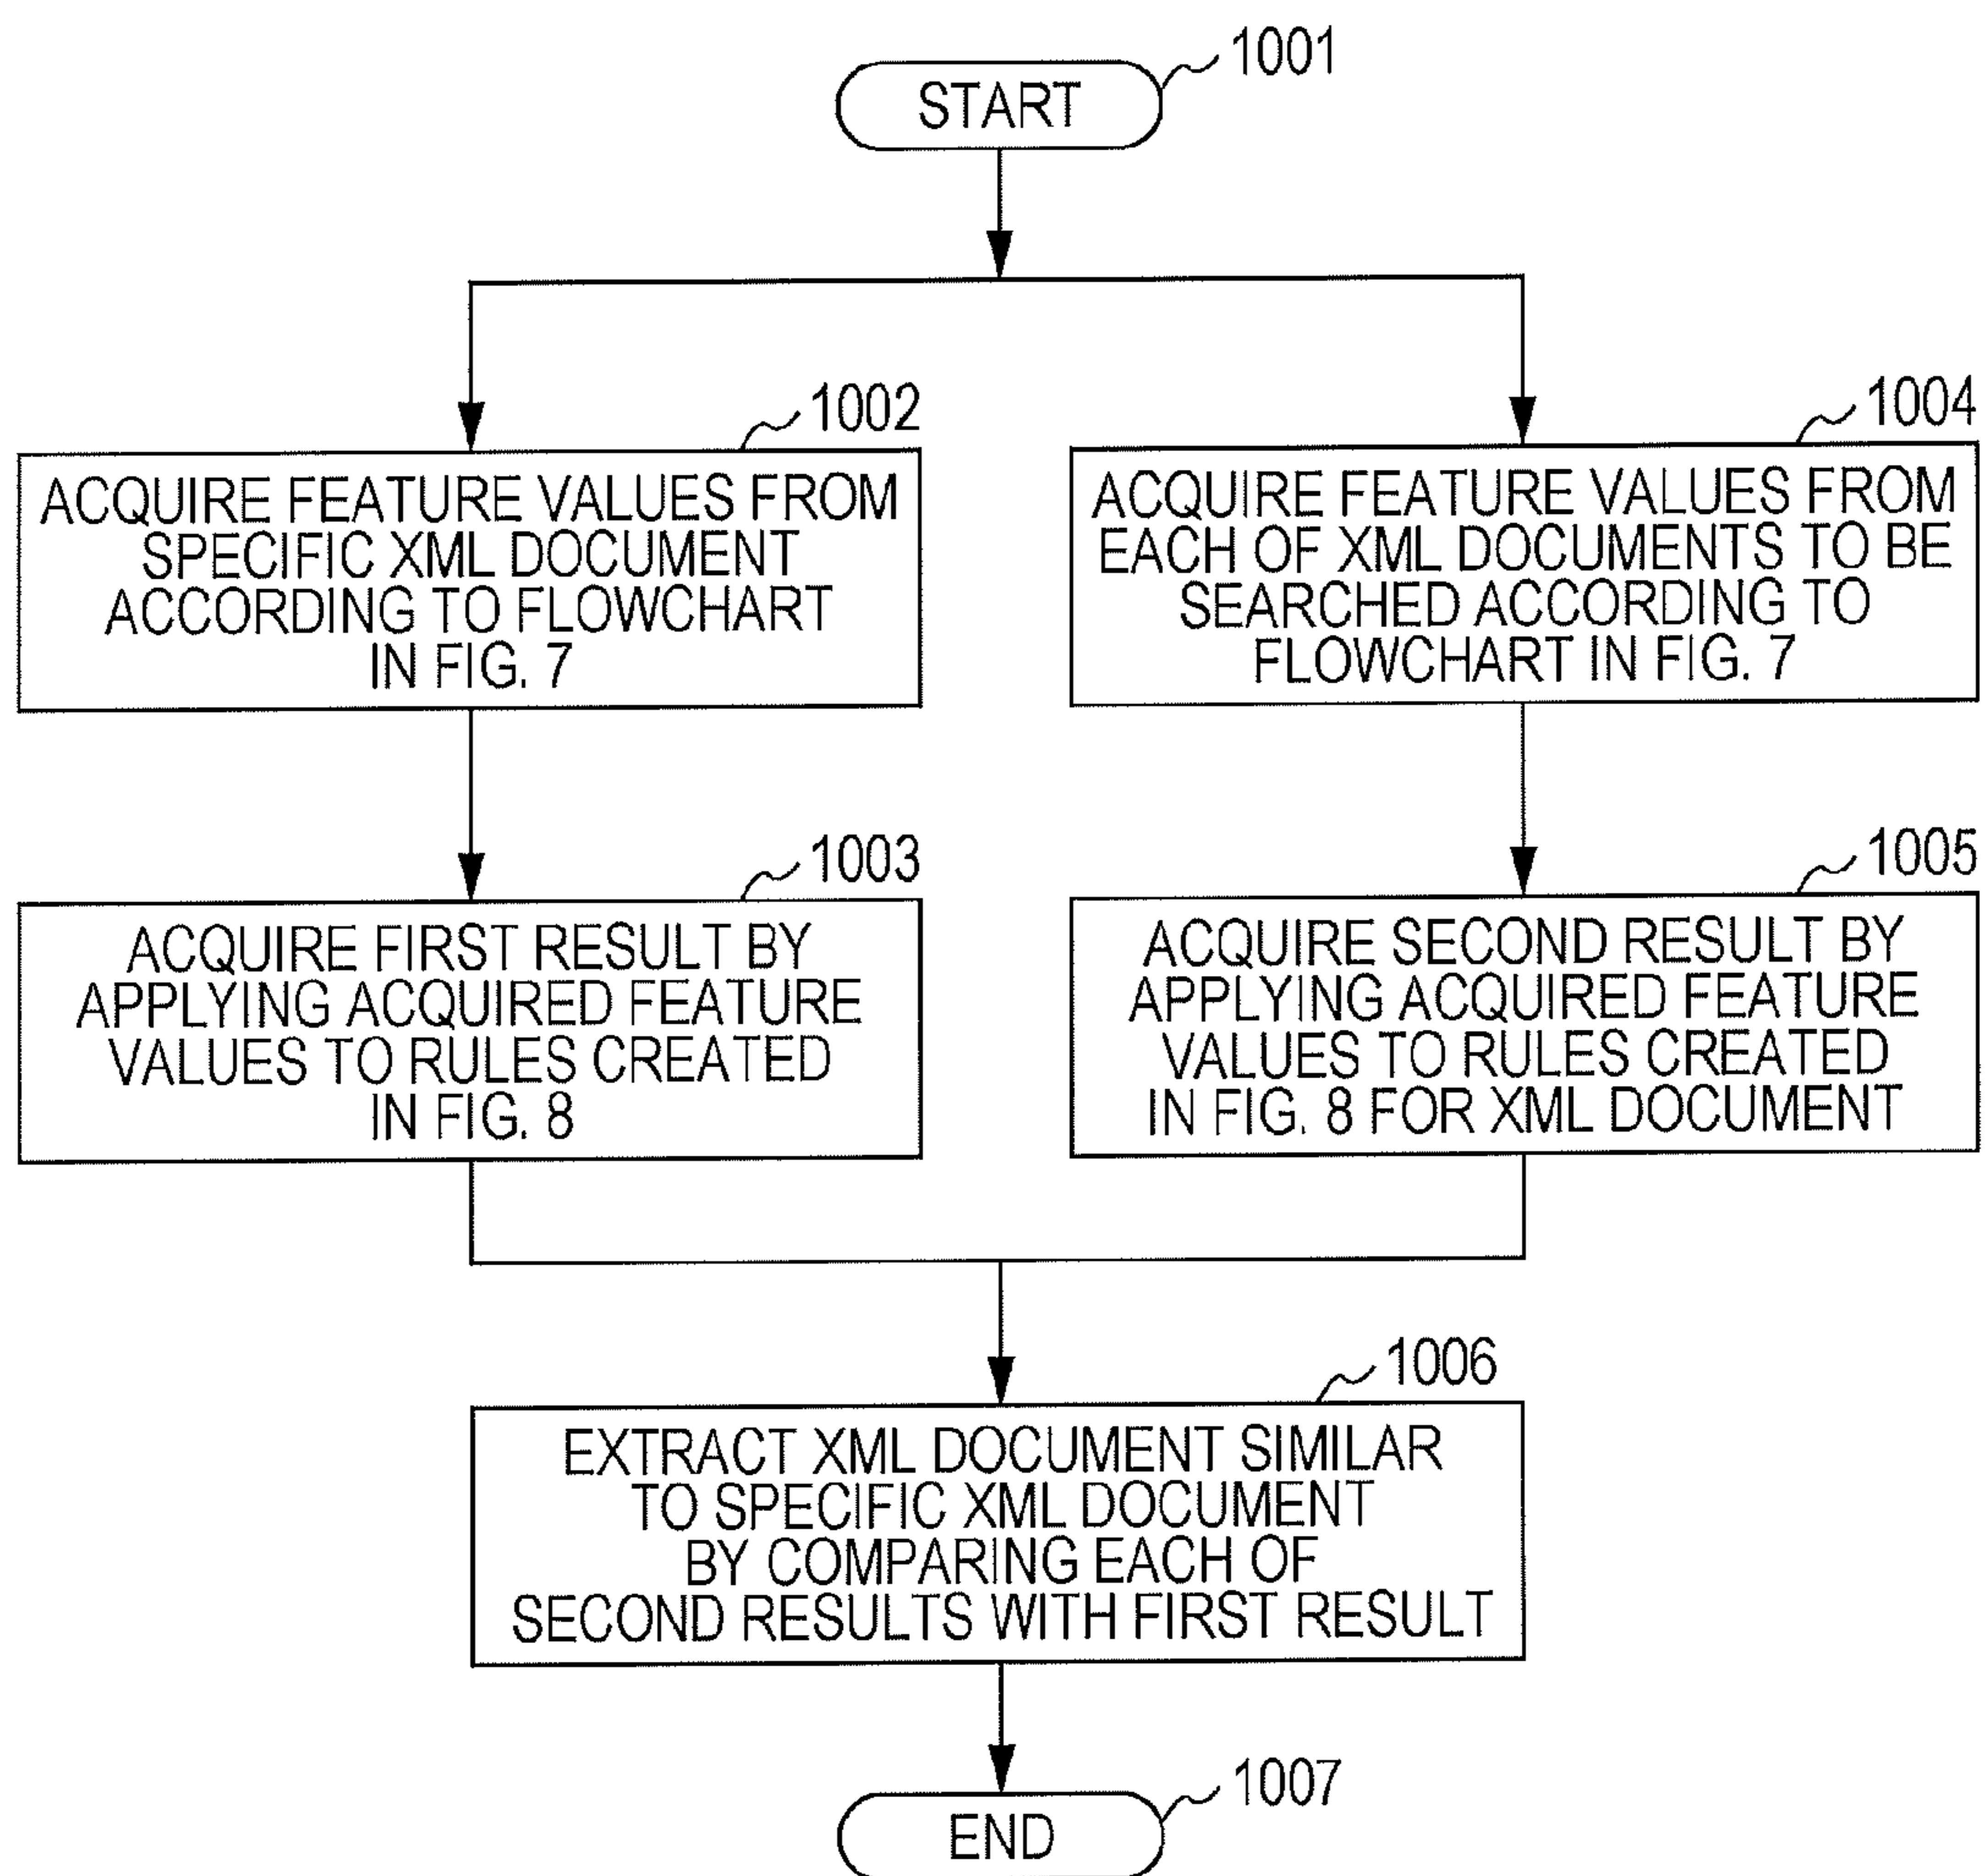 1001
START
1002
ACQUIRE FEATURE VALUES FROM
SPECIFIC XML DOCUMENT
ACCORDING TO FLOWCHART
IN FIG. 7
1004
ACQUIRE FEATURE VALUES FROM
EACH OF XML DOCUMENTS TO BE
SEARCHED ACCORDING TO
FLOWCHART IN FIG. 7
1003
ACQUIRE FIRST RESULT BY
APPLYING ACQUIRED FEATURE
VALUES TO RULES CREATED
IN FIG. 8
1005
ACQUIRE SECOND RESULT BY
APPLYING ACQUIRED FEATURE
VALUES TO RULES CREATED
IN FIG. 8 FOR XML DOCUMENT
1006
EXTRACT XML DOCUMENT SIMILAR
TO SPECIFIC XML DOCUMENT
BY COMPARING EACH OF
SECOND RESULTS WITH FIRST RESULT
1007
END